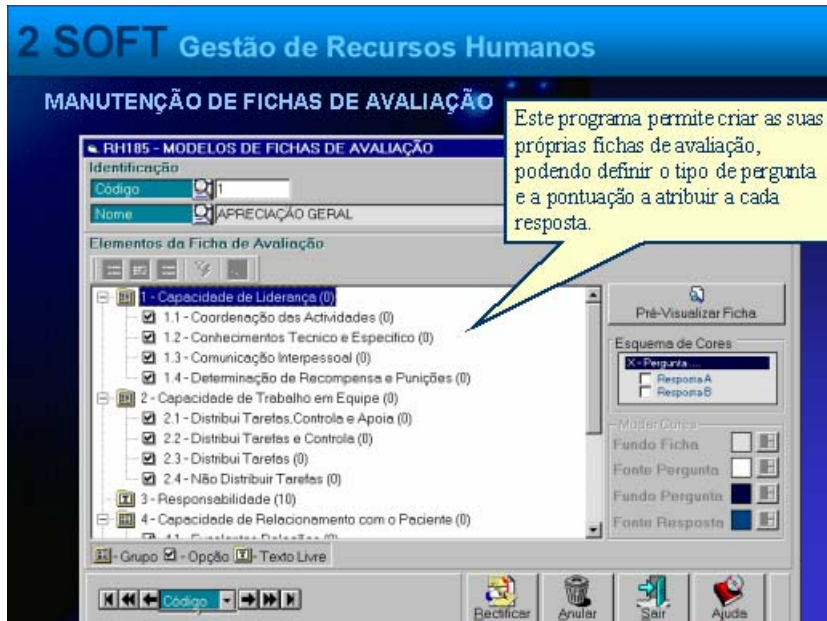 2 SOFT Gestão de Recursos Humanos
MANUTENÇÃO DE FICHAS DE AVALIAÇÃO
Este programa permite criar as suas
próprias fichas de avaliação,
podendo definir o tipo de pergunta
e a pontuação a atribuir a cada
resposta.
RH185 - MODELOS DE FICHAS DE AVALIAÇÃO
Identificação
Código 1
Nome APRECIAÇÃO GERAL
Elementos da Ficha de Avaliação
1 - Capacidade de Liderança (0)
1.1 - Coordenação das Actividades (0)
1.2 - Conhecimentos Tecnico e Especifico (0)
1.3 - Comunicação Interpessoal (0)
1.4 - Determinação de Recompensa e Punições (0)
2 - Capacidade de Trabalho em Equipe (0)
2.1 - Distribui Tarefas,Controla e Apoia (0)
2.2 - Distribui Tarefas e Controla (0)
2.3 - Distribui Tarefas (0)
2.4 - Não Distribuir Tarefas (0)
3 - Responsabilidade (10)
4 - Capacidade de Relacionamento com o Paciente (0)
Pré-Visualizar Ficha
Esquema de Cores
X - Pergunta ...
Resposta A
Resposta B
Mudar Cores
Fundo Ficha
Fonte Pergunta
Fundo Pergunta
Fonte Resposta
- Grupo - Opção - Texto Livre
Código
Rectificar Anular Sair Ajuda